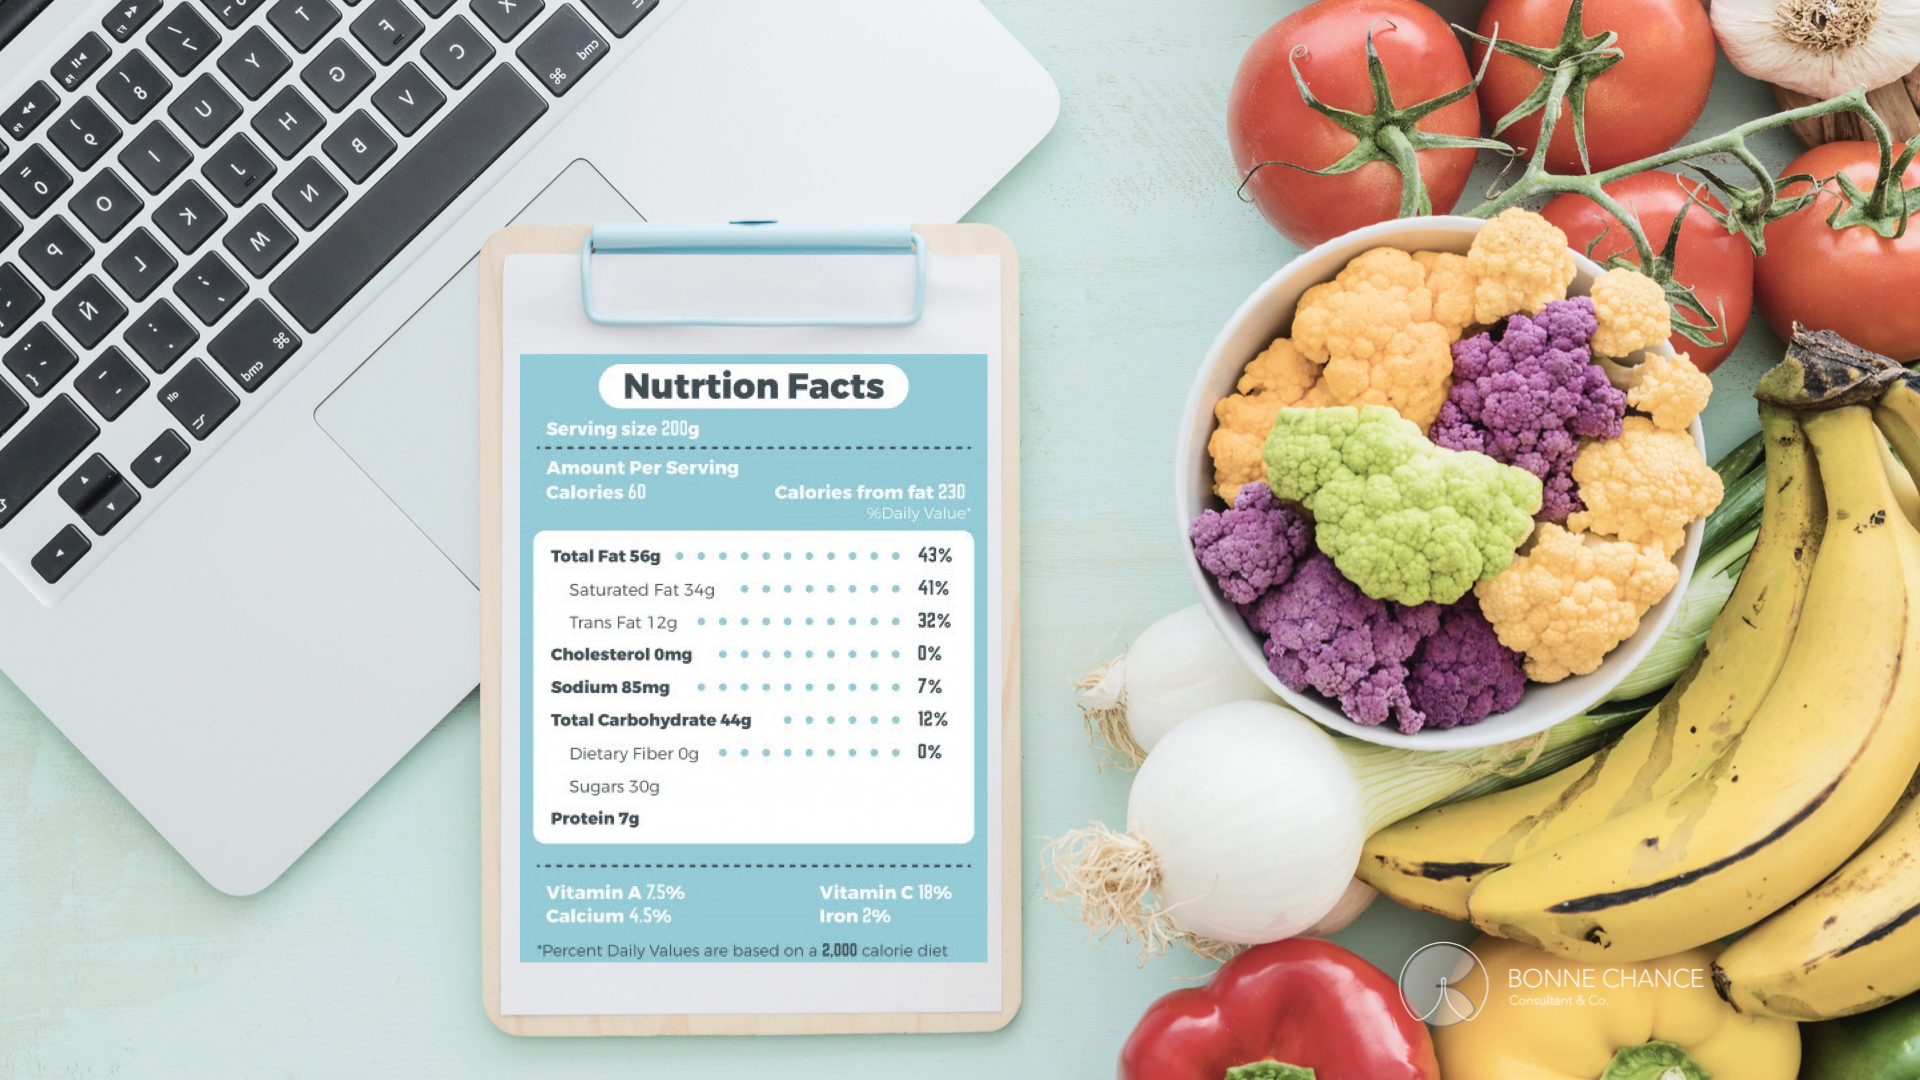 Nutrtion Facts
Serving size 200g
Amount Per Serving
Calories 60 Calories from fat 230
%Daily Value*
Total Fat 56g 43%
Saturated Fat 34g 41%
Trans Fat 12g 32%
Cholesterol 0mg 0%
Sodium 85mg 7%
Total Carbohydrate 44g 12%
Dietary Fiber 0g 0%
Sugars 30g
Protein 7g
Vitamin A 7.5% Vitamin C 18%
Calcium 4.5% Iron 2%
*Percent Daily Values are based on a 2,000 calorie diet
BONNE CHANCE
Consultant & Co.